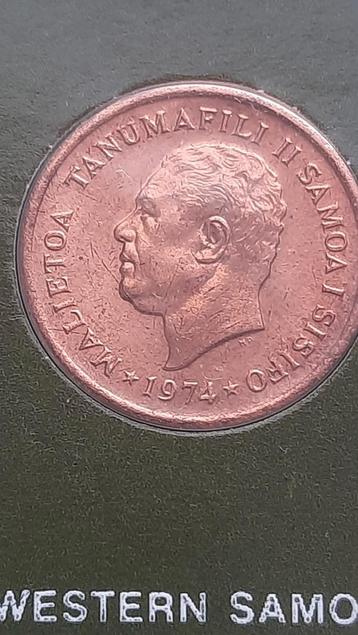 MALIETOA TANUMAFILI II SAMOA I SISIFO
★ 1974 ★
WESTERN SAMO